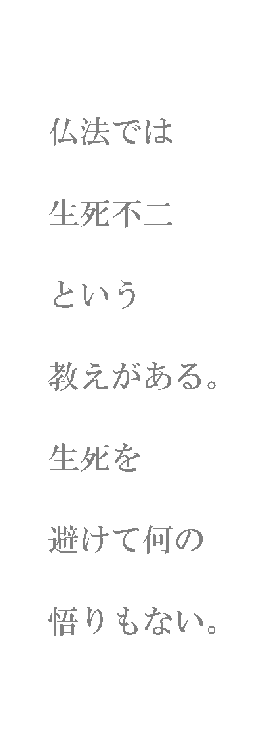 仏法では
生死不二
という
教えがある。
生死を
避けて何の
悟りもない。